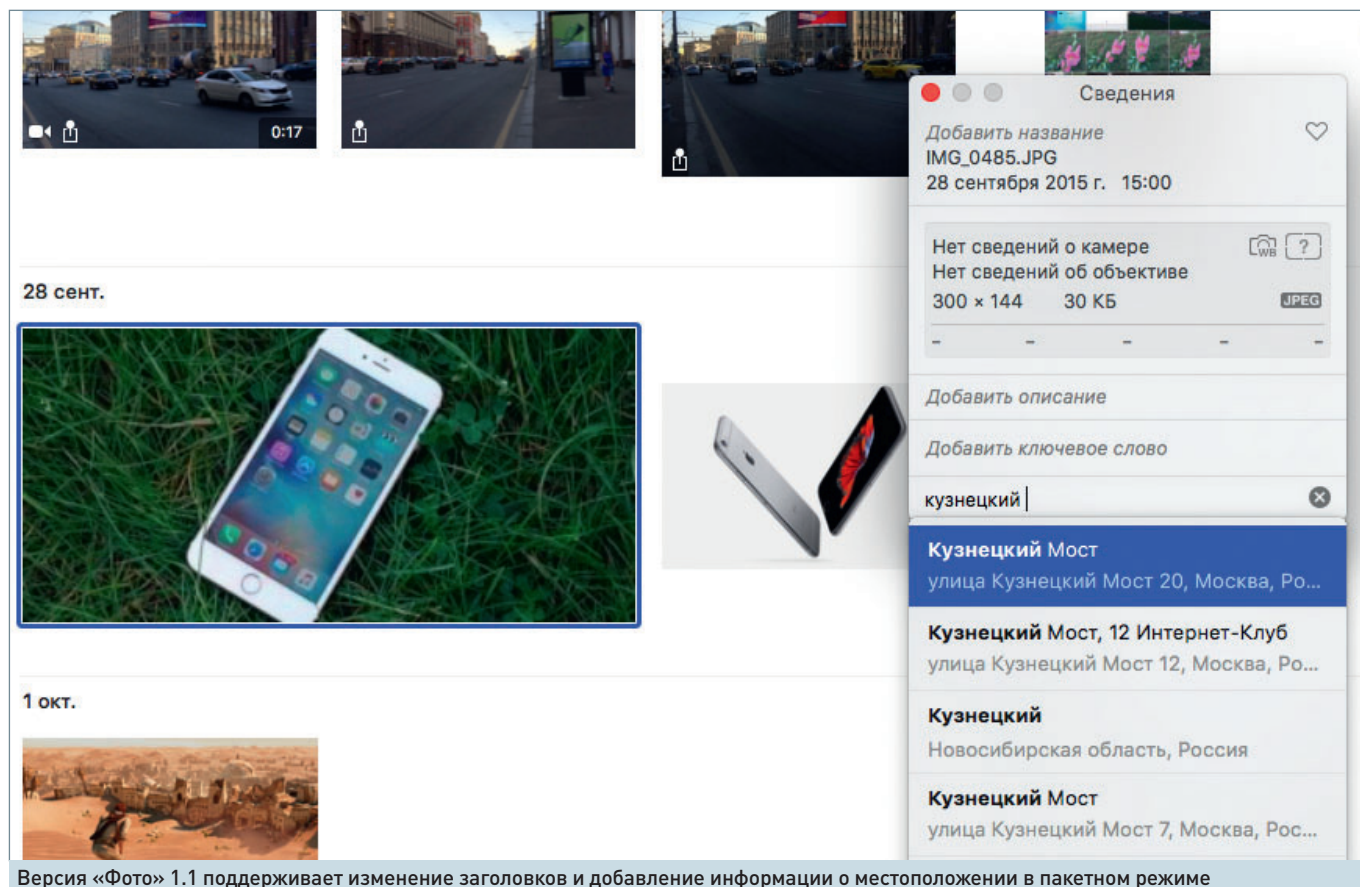 0:17
Сведения
Добавить название
IMG_0485.JPG
28 сентября 2015 г. 15:00
Нет сведений о камере
WB ?
Нет сведений об объективе
300 × 144 30 КБ JPEG
– – – – –
28 сент.
Добавить описание
Добавить ключевое слово
кузнецкий
Кузнецкий Мост
улица Кузнецкий Мост 20, Москва, Ро...
Кузнецкий Мост, 12 Интернет-Клуб
улица Кузнецкий Мост 12, Москва, Ро...
Кузнецкий
Новосибирская область, Россия
Кузнецкий Мост
улица Кузнецкий Мост 7, Москва, Рос...
1 окт.
Версия «Фото» 1.1 поддерживает изменение заголовков и добавление информации о местоположении в пакетном режиме